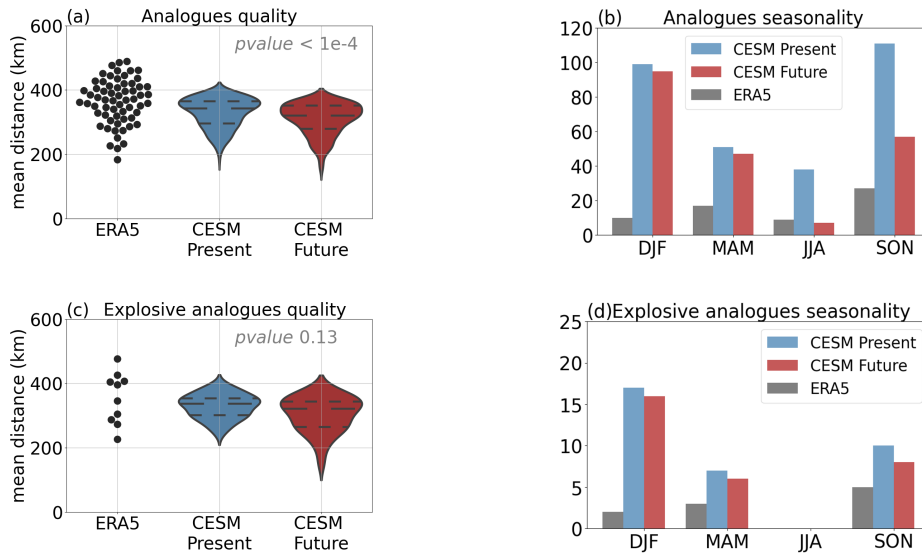 (a) Analogues quality
pvalue < 1e-4
mean distance (km)
600
400
200
0
ERA5
CESM Present
CESM Future
(b) Analogues seasonality
CESM Present
CESM Future
ERA5
120
100
80
60
40
20
0
DJF
MAM
JJA
SON
(c) Explosive analogues quality
pvalue 0.13
mean distance (km)
600
400
200
0
ERA5
CESM Present
CESM Future
(d)Explosive analogues seasonality
CESM Present
CESM Future
ERA5
25
20
15
10
5
0
DJF
MAM
JJA
SON